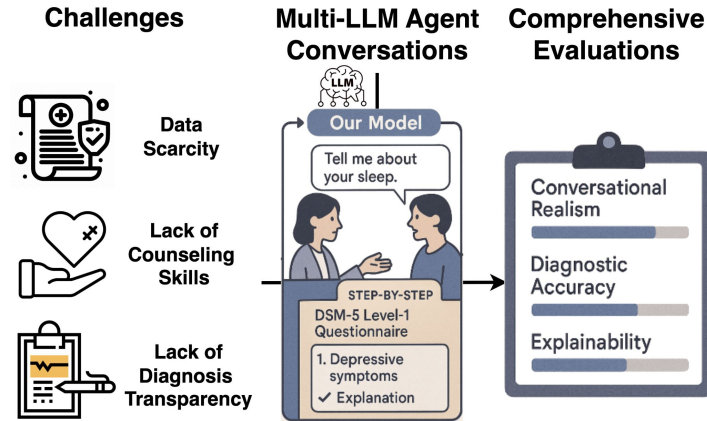 Challenges
Data
Scarcity
Lack of
Counseling
Skills
Lack of
Diagnosis
Transparency
Multi-LLM Agent
Conversations
LLM
Our Model
Tell me about
your sleep.
STEP-BY-STEP
DSM-5 Level-1
Questionnaire
1. Depressive
symptoms
✓ Explanation
Comprehensive
Evaluations
Conversational
Realism
Diagnostic
Accuracy
Explainability